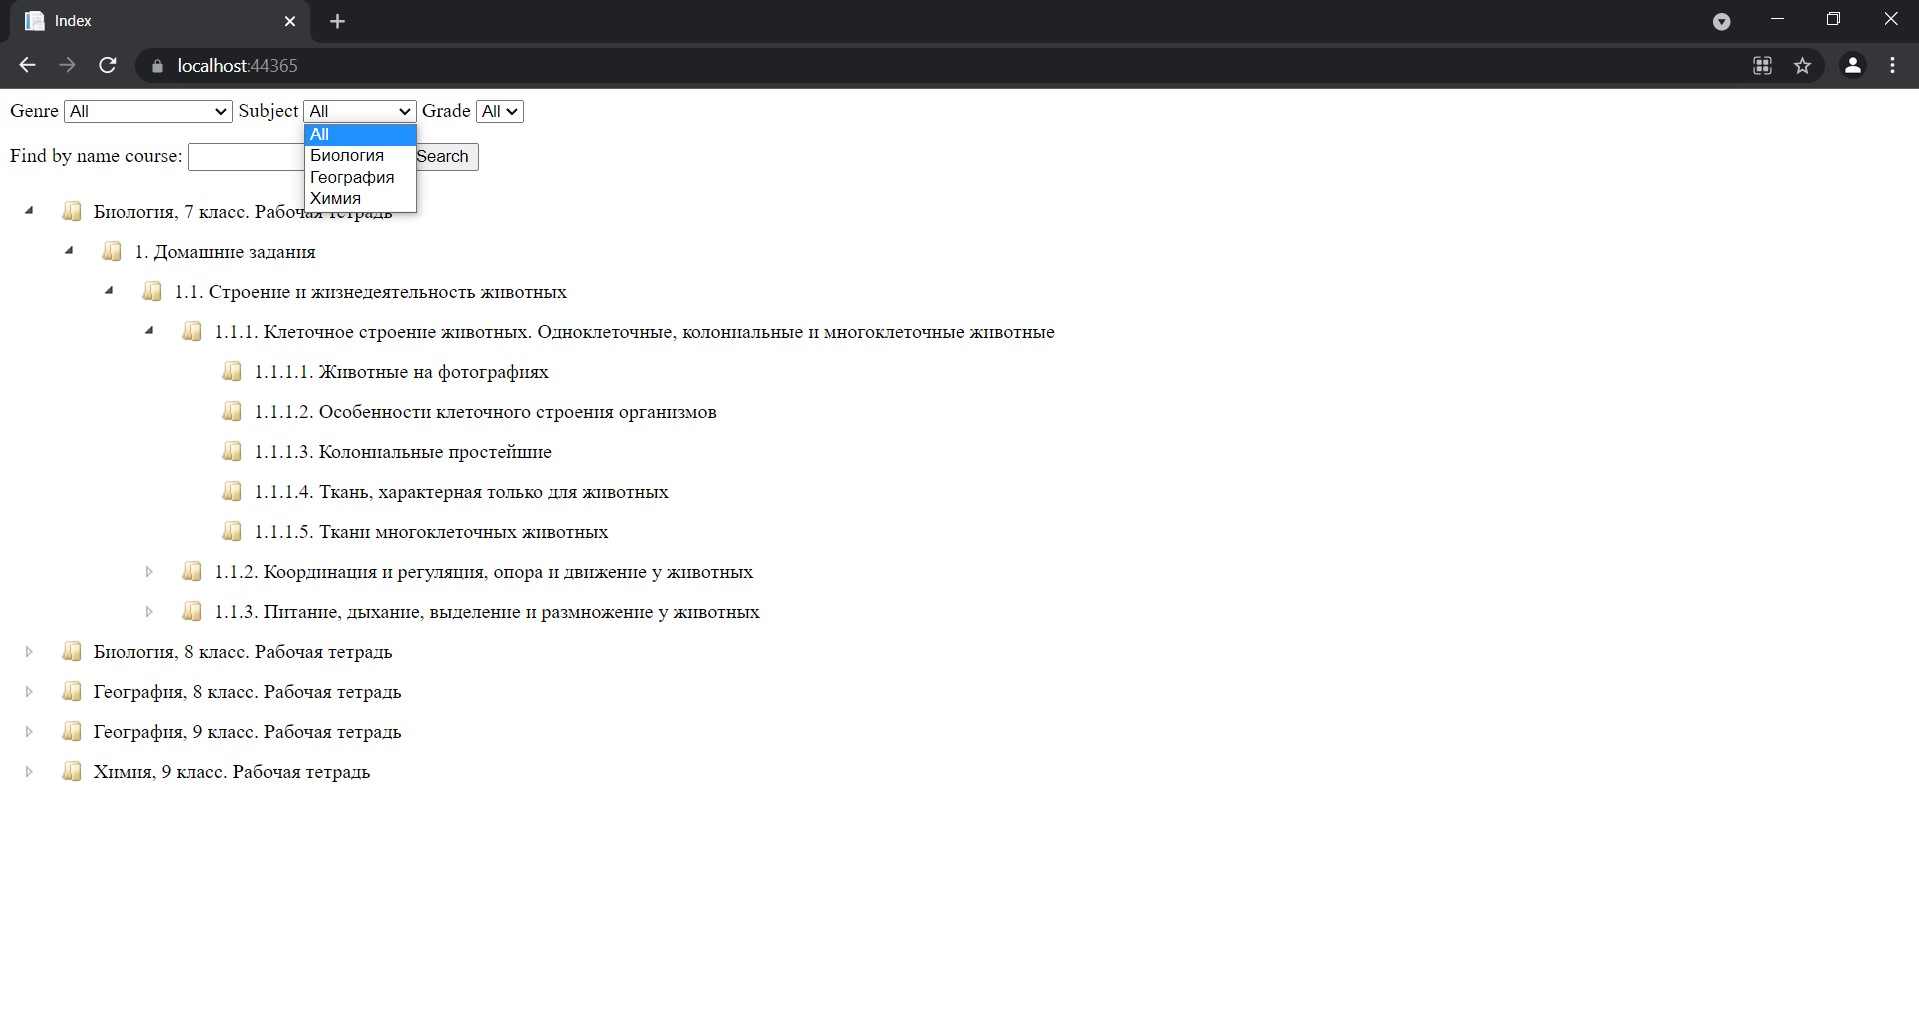 Index
localhost:44365
Genre All Subject All Grade All
All
Биология
География
Химия
Find by name course: Search
Биология, 7 класс. Рабочая тетрадь
1. Домашние задания
1.1. Строение и жизнедеятельность животных
1.1.1. Клеточное строение животных. Одноклеточные, колониальные и многоклеточные животные
1.1.1.1. Животные на фотографиях
1.1.1.2. Особенности клеточного строения организмов
1.1.1.3. Колониальные простейшие
1.1.1.4. Ткань, характерная только для животных
1.1.1.5. Ткани многоклеточных животных
1.1.2. Координация и регуляция, опора и движение у животных
1.1.3. Питание, дыхание, выделение и размножение у животных
Биология, 8 класс. Рабочая тетрадь
География, 8 класс. Рабочая тетрадь
География, 9 класс. Рабочая тетрадь
Химия, 9 класс. Рабочая тетрадь